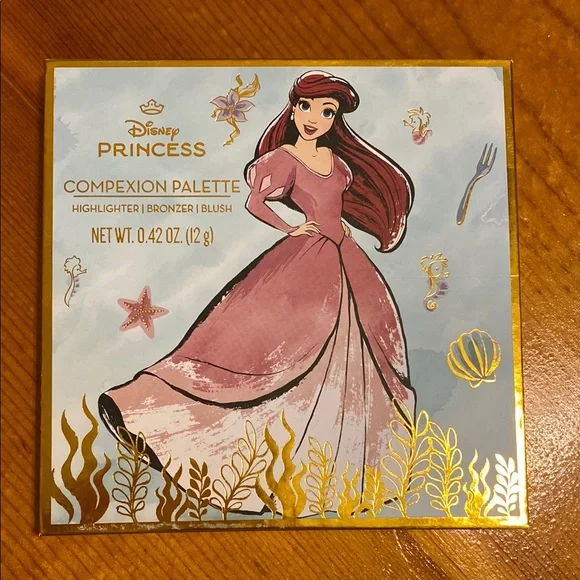 Disney
PRINCESS
COMPEXION PALETTE
HIGHLIGHTER | BRONZER | BLUSH
NET WT. 0.42 OZ. (12 g)